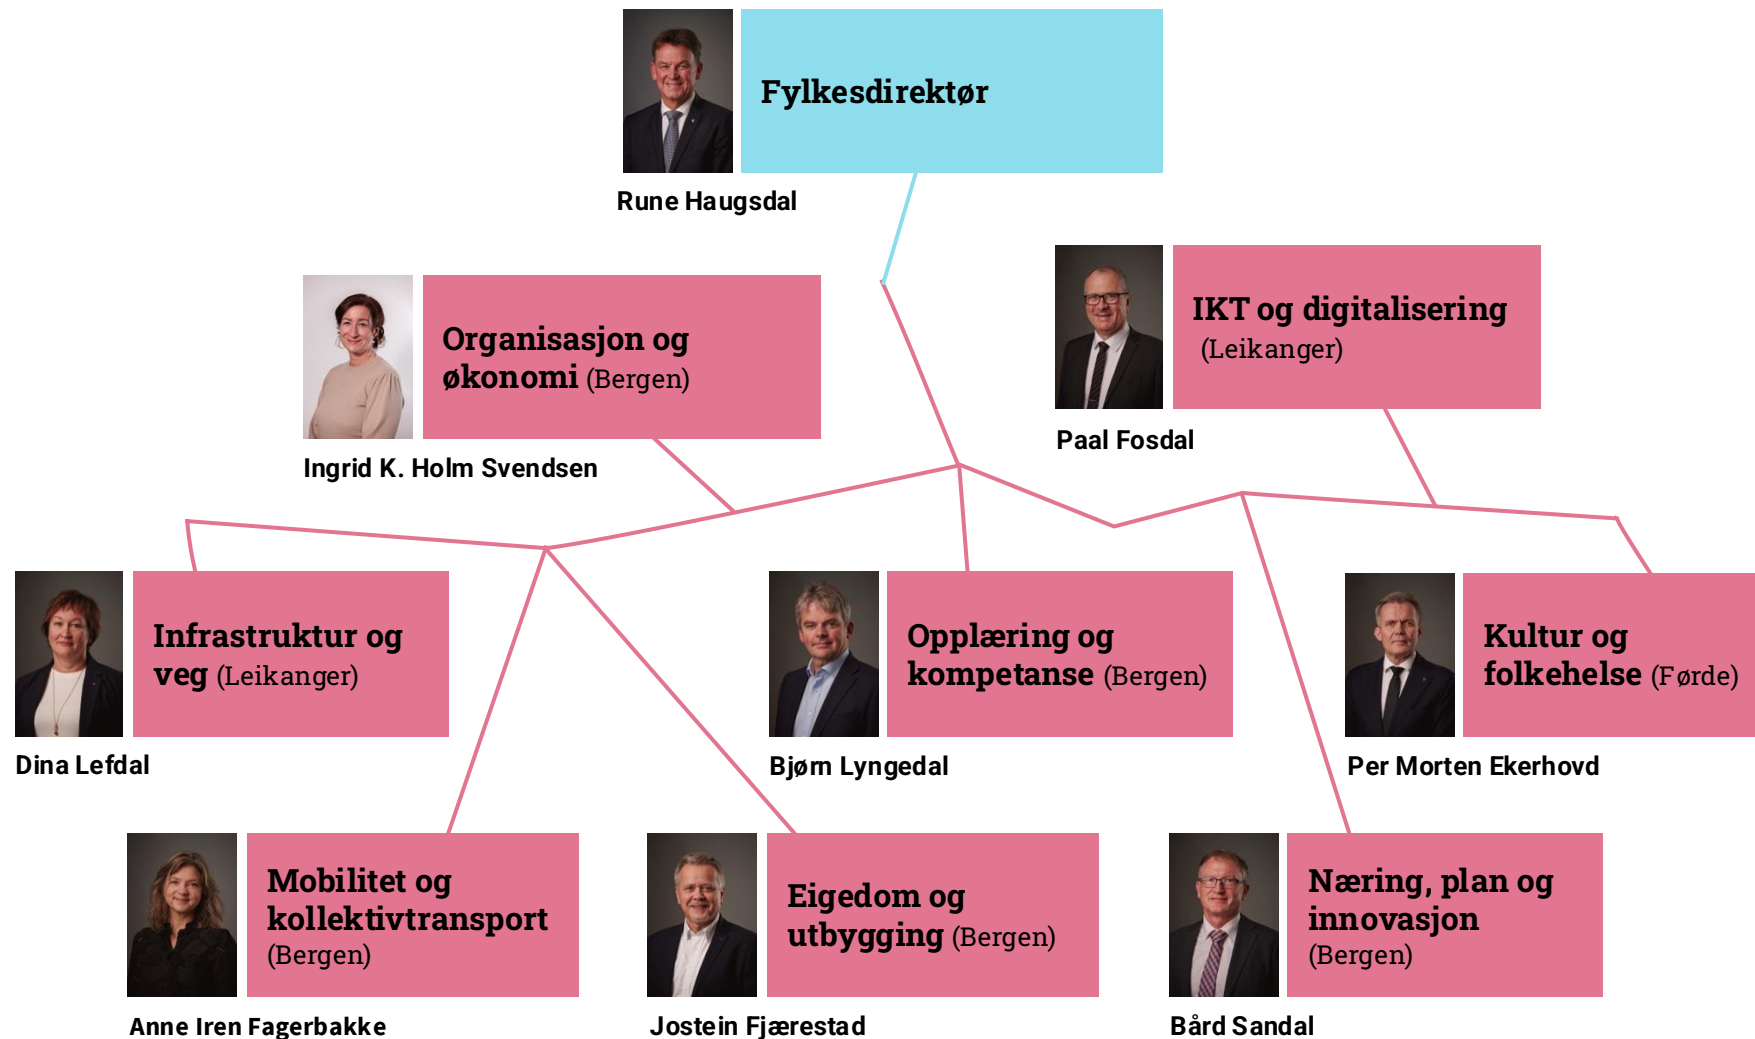 Fylkesdirektør
Rune Haugsdal
Organisasjon og
økonomi (Bergen)
Ingrid K. Holm Svendsen
IKT og digitalisering
(Leikanger)
Paal Fosdal
Infrastruktur og
veg (Leikanger)
Dina Lefdal
Opplæring og
kompetanse (Bergen)
Bjørn Lyngedal
Kultur og
folkehelse (Førde)
Per Morten Ekerhovd
Mobilitet og
kollektivtransport
(Bergen)
Anne Iren Fagerbakke
Eigedom og
utbygging (Bergen)
Jostein Fjærestad
Næring, plan og
innovasjon
(Bergen)
Bård Sandal